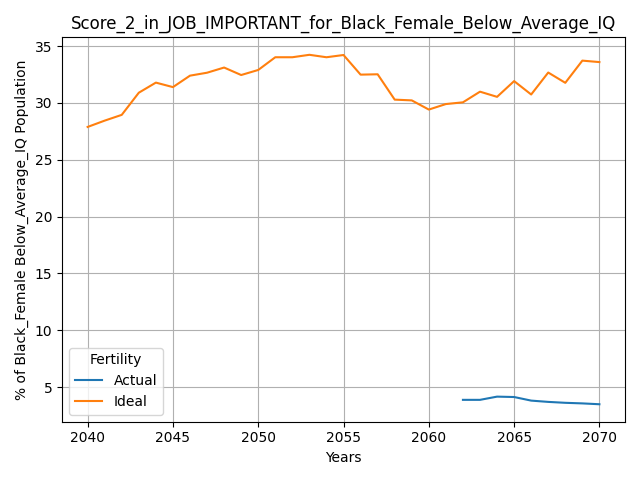 Score_2_in_JOB_IMPORTANT_for_Black_Female_Below_Average_IQ
% of Black_Female Below_Average_IQ Population
35
30
25
20
15
10
5
Fertility
Actual
Ideal
2040 2045 2050 2055 2060 2065 2070
Years